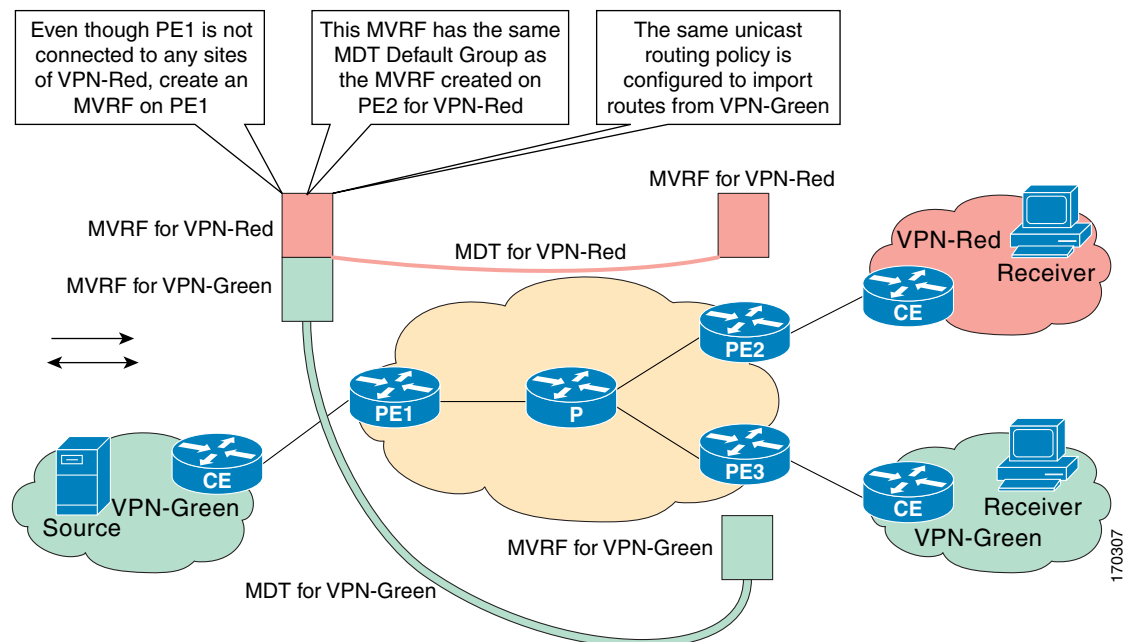 Even though PE1 is not
connected to any sites
of VPN-Red, create an
MVRF on PE1
This MVRF has the same
MDT Default Group as
the MVRF created on
PE2 for VPN-Red
The same unicast
routing policy is
configured to import
routes from VPN-Green
MVRF for VPN-Red
MVRF for VPN-Red
MDT for VPN-Red
MVRF for VPN-Green
VPN-Red
Receiver
CE
PE2
PE1
P
PE3
CE
VPN-Green
Source
CE
Receiver
VPN-Green
MVRF for VPN-Green
MDT for VPN-Green
170307